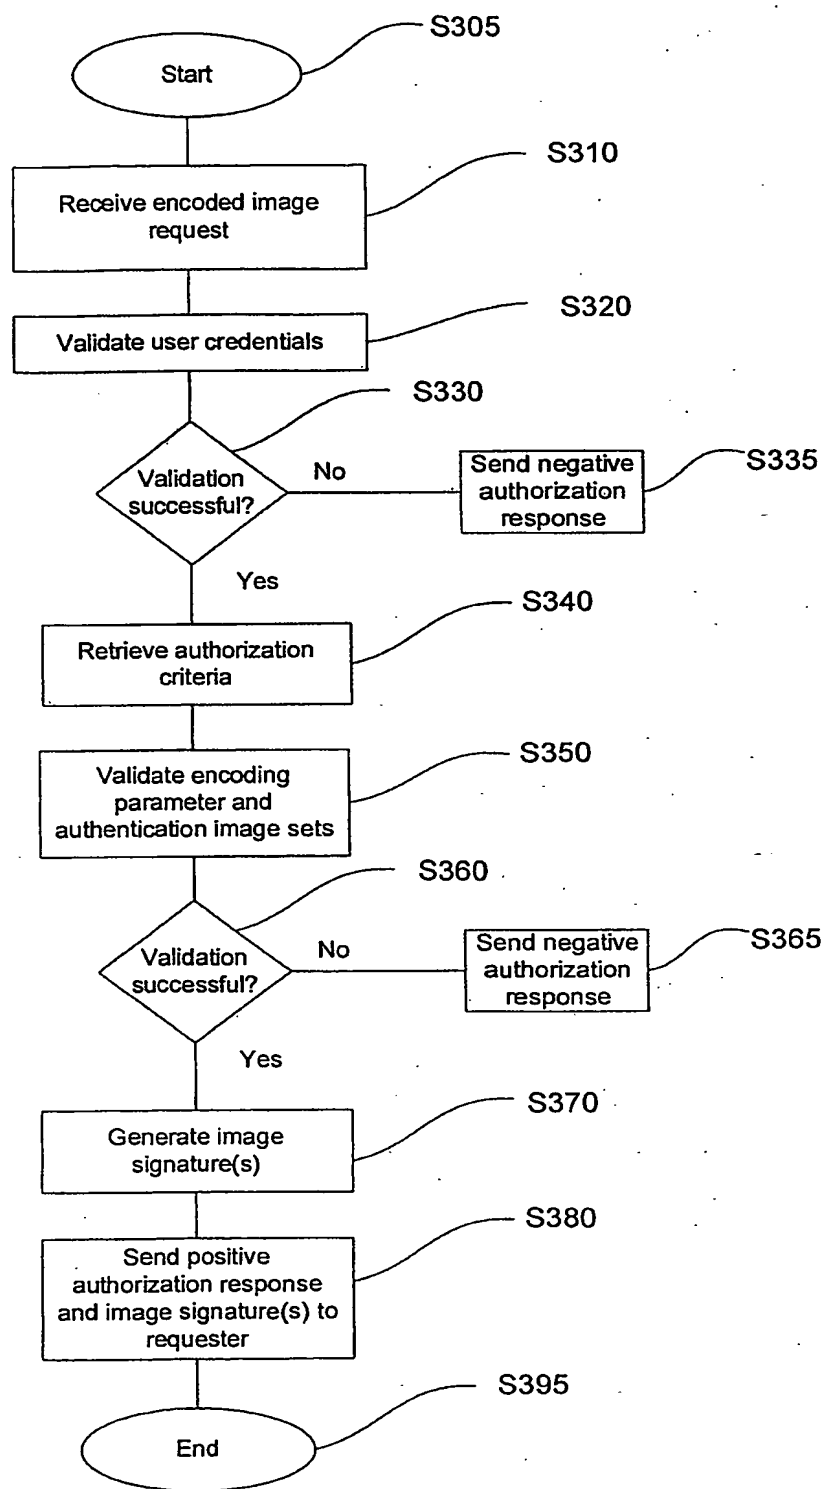 S305
Start
S310
Receive encoded image
request
S320
Validate user credentials
S330
Validation
successful?
No
Send negative
authorization
response
S335
Yes
S340
Retrieve authorization
criteria
S350
Validate encoding
parameter and
authentication image sets
S360
Validation
successful?
No
Send negative
authorization
response
S365
Yes
S370
Generate image
signature(s)
S380
Send positive
authorization response
and image signature(s) to
requester
S395
End